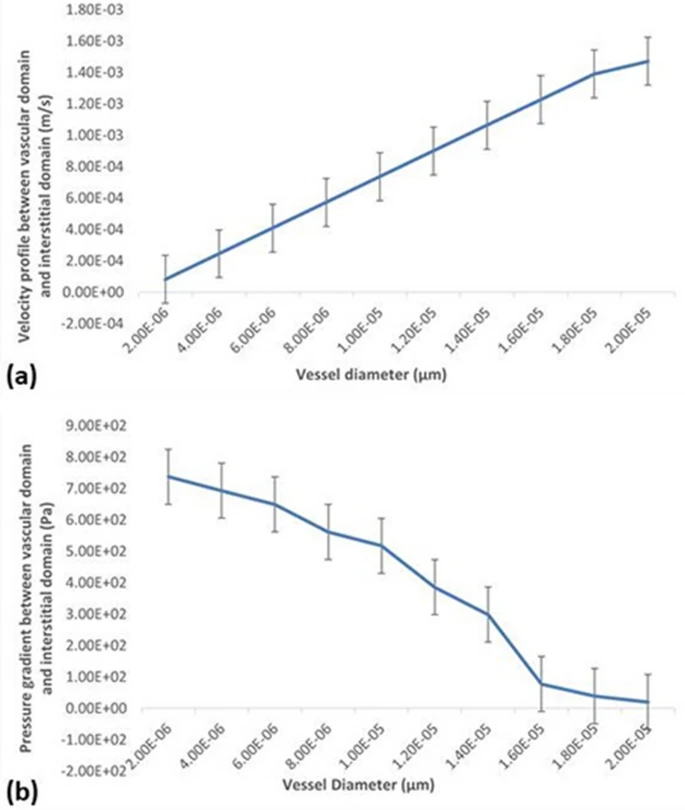 1.80E-03
1.60E-03
1.40E-03
1.20E-03
1.00E-03
8.00E-04
6.00E-04
4.00E-04
2.00E-04
0.00E+00
-2.00E-04
Velocity profile between vascular domain
and interstitial domain (m/s)
2.00E-06
4.00E-06
6.00E-06
8.00E-06
1.00E-05
1.20E-05
1.40E-05
1.60E-05
1.80E-05
2.00E-05
Vessel diameter (μm)
(a)
9.00E+02
8.00E+02
7.00E+02
6.00E+02
5.00E+02
4.00E+02
3.00E+02
2.00E+02
1.00E+02
0.00E+00
-1.00E+02
-2.00E+02
Pressure gradient between vascular domain
and interstitial domain (Pa)
2.00E-06
4.00E-06
6.00E-06
8.00E-06
1.00E-05
1.20E-05
1.40E-05
1.60E-05
1.80E-05
2.00E-05
Vessel Diameter (μm)
(b)